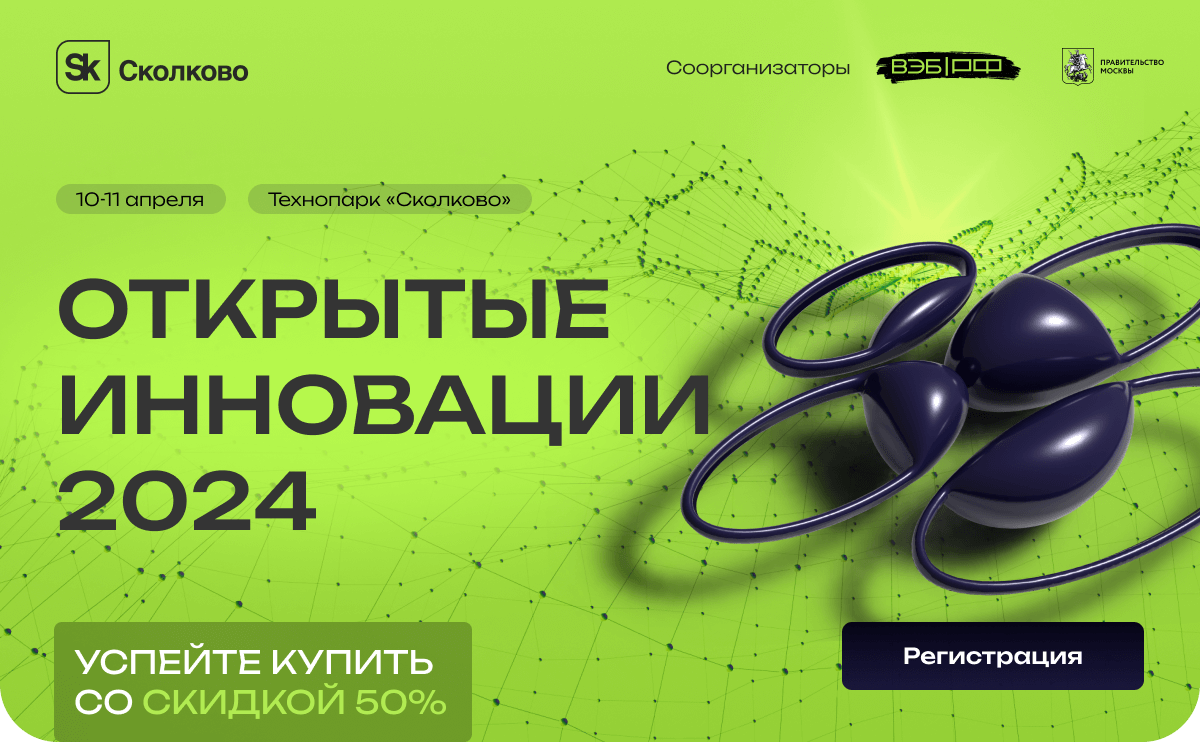 Sk Сколково
Соорганизаторы
ВЭБ|РФ
ПРАВИТЕЛЬСТВО
МОСКВЫ
10-11 апреля
Технопарк «Сколково»
ОТКРЫТЫЕ
ИННОВАЦИИ
2024
УСПЕЙТЕ КУПИТЬ
СО СКИДКОЙ 50%
Регистрация